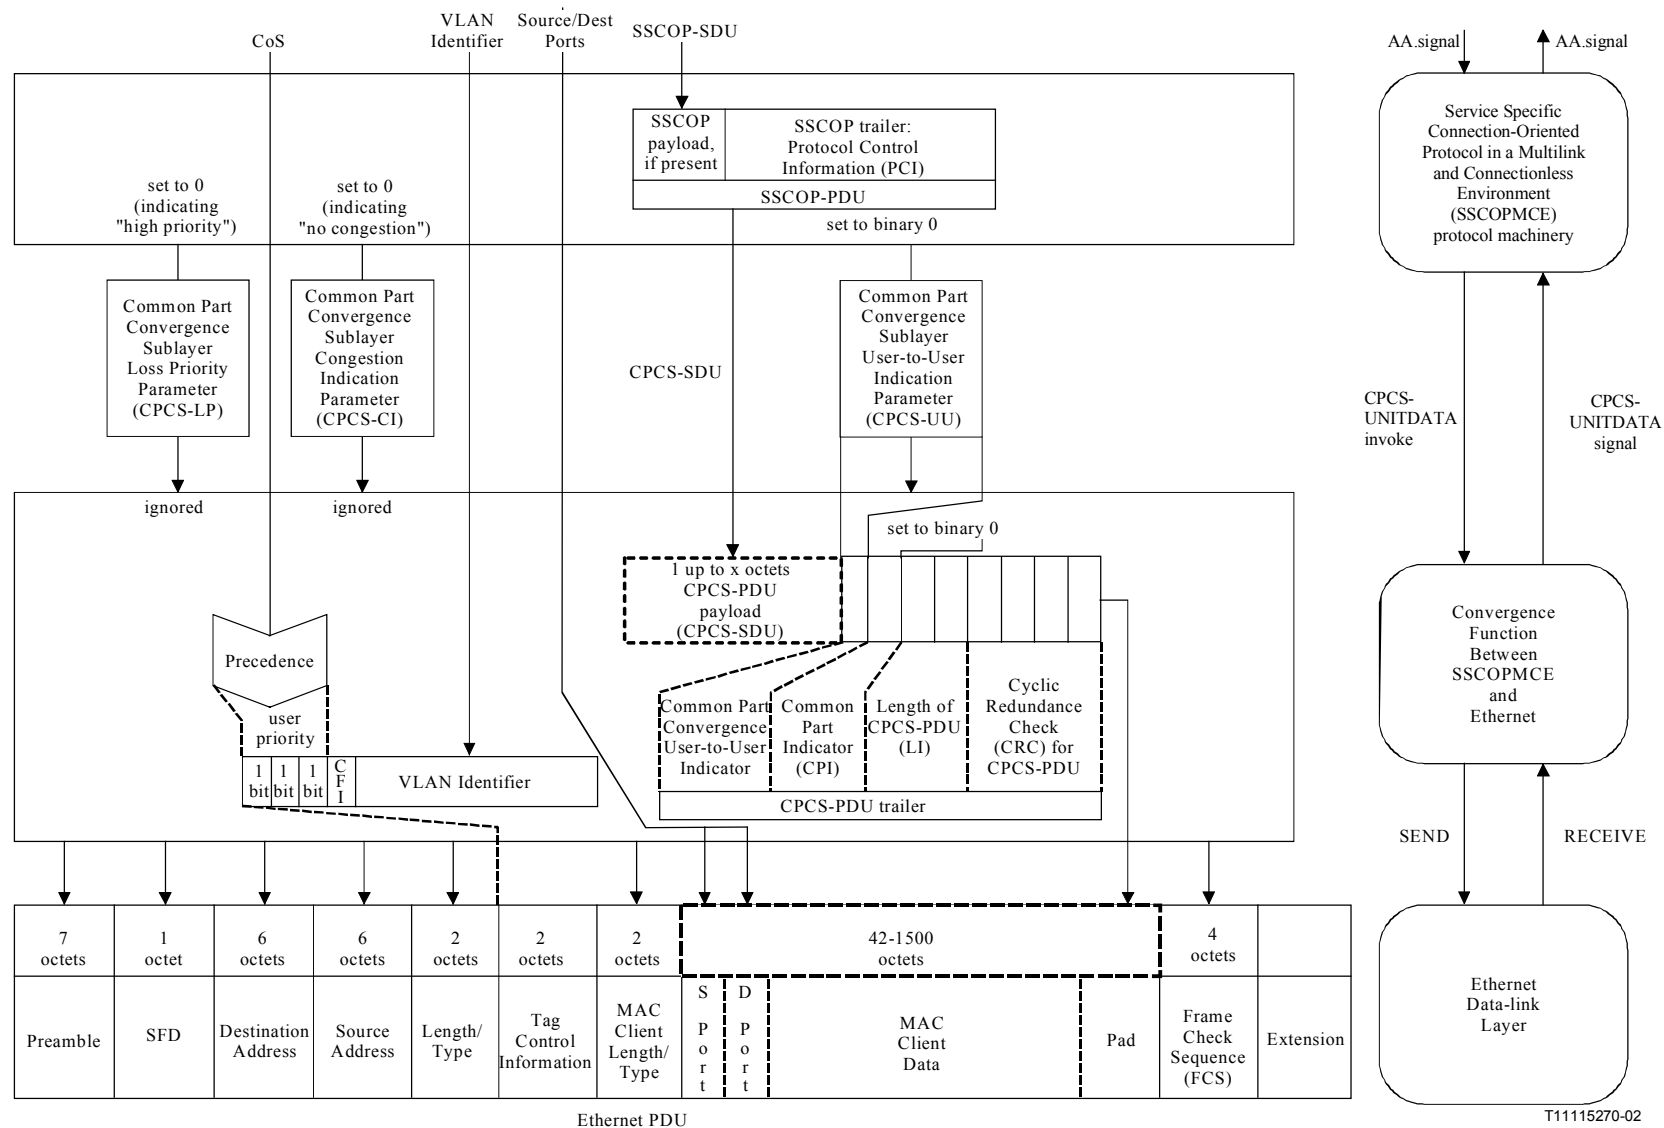 CoS
VLAN
Identifier
Source/Dest
Ports
SSCOP-SDU
SSCOP
payload,
if present
SSCOP trailer:
Protocol Control
Information (PCI)
SSCOP-PDU
set to 0
(indicating
"high priority")
set to 0
(indicating
"no congestion")
set to binary 0
Common Part
Convergence
Sublayer
Loss Priority
Parameter
(CPCS-LP)
Common Part
Convergence
Sublayer
Congestion
Indication
Parameter
(CPCS-CI)
CPCS-SDU
Common Part
Convergence
Sublayer
User-to-User
Indication
Parameter
(CPCS-UU)
ignored
ignored
set to binary 0
1 up to x octets
CPCS-PDU
payload
(CPCS-SDU)
Precedence
user
priority
1
bit
1
bit
1
bit
C
F
I
VLAN Identifier
Common Part
Convergence
User-to-User
Indicator
Common
Part
Indicator
(CPI)
Length of
CPCS-PDU
(LI)
Cyclic
Redundance
Check
(CRC) for
CPCS-PDU
CPCS-PDU trailer
7
octets
1
octet
6
octets
6
octets
2
octets
2
octets
2
octets
42-1500
octets
4
octets
Preamble
SFD
Destination
Address
Source
Address
Length/
Type
Tag
Control
Information
MAC
Client
Length/
Type
S
P
o
r
t
D
P
o
r
t
MAC
Client
Data
Pad
Frame
Check
Sequence
(FCS)
Extension
Ethernet PDU
AA.signal
AA.signal
Service Specific
Connection-Oriented
Protocol in a Multilink
and Connectionless
Environment
(SSCOPMCE)
protocol machinery
CPCS-
UNITDATA
invoke
CPCS-
UNITDATA
signal
Convergence
Function
Between
SSCOPMCE
and
Ethernet
SEND
RECEIVE
Ethernet
Data-link
Layer
T11115270-02